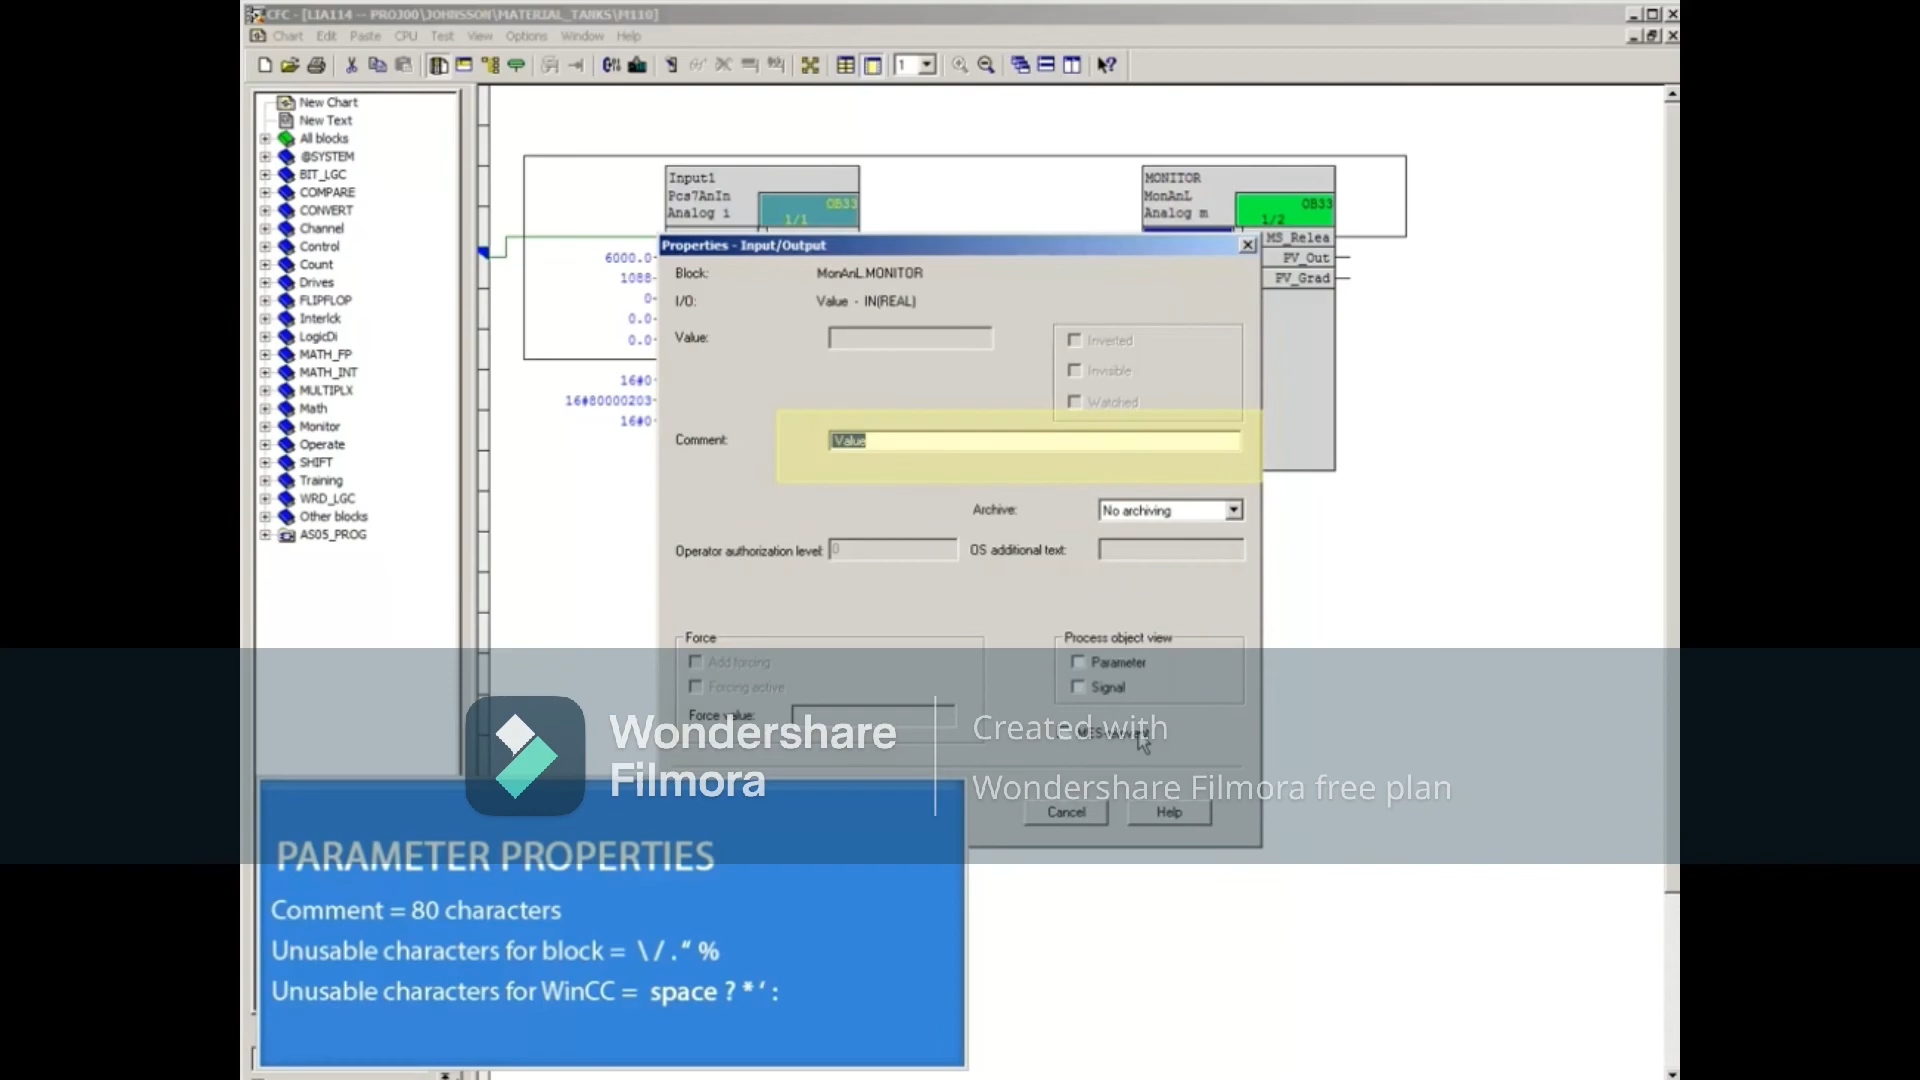 CFC - [LIA114 -- PROJ00\JOHNSSON\MATERIAL_TANKS\M110]
Chart Edit Paste CPU Test View Options Window Help
1
New Chart
New Text
All blocks
@SYSTEM
BIT_LGC
COMPARE
CONVERT
Channel
Control
Count
Drives
FLIPFLOP
Interlck
LogicDi
MATH_FP
MATH_INT
MULTIPLX
Math
Monitor
Operate
SHIFT
Training
WRD_LGC
Other blocks
AS05_PROG
Input1
Pcs7AnIn
Analog i
OB33
1/1
MONITOR
MonAnL
Analog m
OB33
1/2
MS_Relea
PV_Out
PV_Grad
6000.0
1088
0
0.0
0.0
16#0
16#80000203
16#0
Properties - Input/Output
Block: MonAnL.MONITOR
I/O: Value - IN(REAL)
Value:
Inverted
Invisible
Watched
Comment: Value
Archive: No archiving
Operator authorization level: 0 OS additional text:
Force
Add forcing
Forcing active
Force value:
Process object view
Parameter
Signal
Cancel Help
Wondershare
Filmora
Created with
Wondershare Filmora free plan
PARAMETER PROPERTIES
Comment = 80 characters
Unusable characters for block = \ / . “ %
Unusable characters for WinCC = space ? * ‘ :